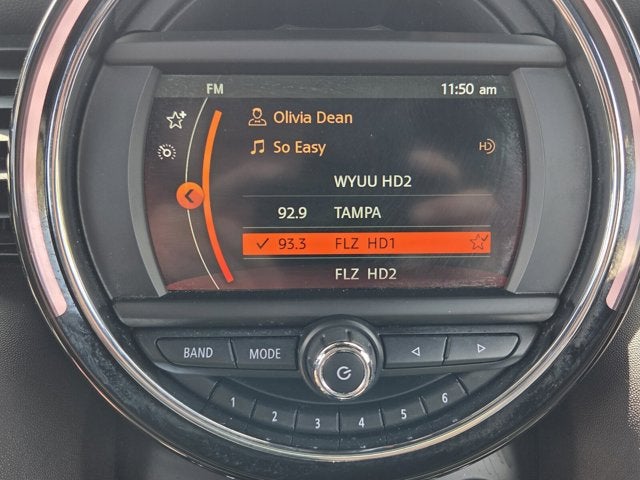 FM 11:50 am
Olivia Dean
So Easy HD
WYUU HD2
92.9 TAMPA
93.3 FLZ HD1
FLZ HD2
BAND MODE
1 2 3 4 5 6